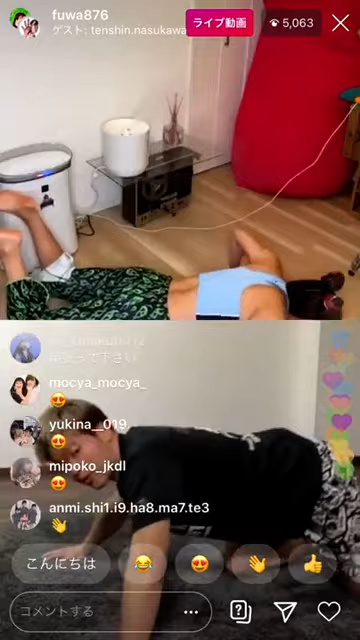 fuwa876
ゲスト: tenshin.nasukawa
ライブ動画
5,063
mocya_mocya_
yukina__019
mipoko_jkdl
anmi.shi1.i9.ha8.ma7.te3
こんにちは
コメントする